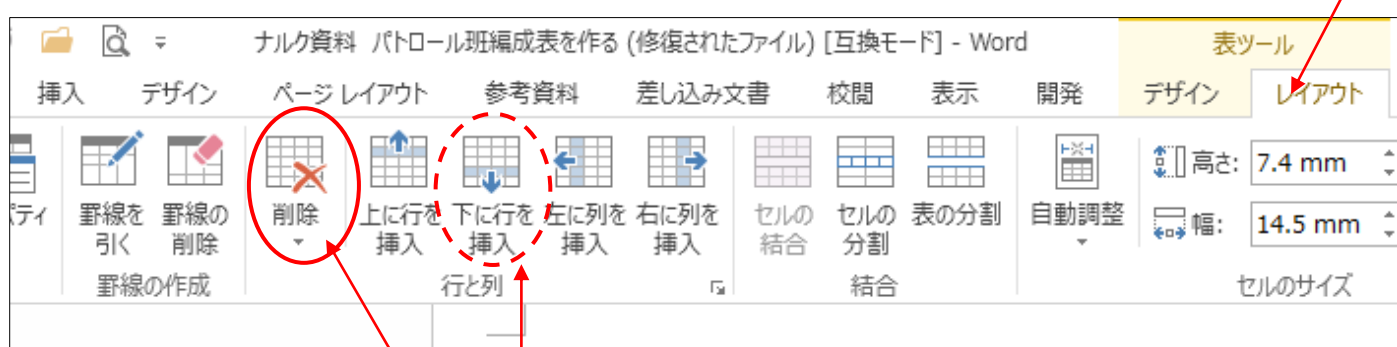 ナルク資料 パトロール班編成表を作る (修復されたファイル) [互換モード] - Word
表ツール
挿入 デザイン ページ レイアウト 参考資料 差し込み文書 校閲 表示 開発 デザイン レイアウト
パティ 罫線を 罫線の 削除 上に行を 下に行を 左に列を 右に列を セルの セルの 表の分割 自動調整 高さ: 7.4 mm
引く 削除 挿入 挿入 挿入 挿入 結合 分割 幅: 14.5 mm
罫線の作成 行と列 結合 セルのサイズ